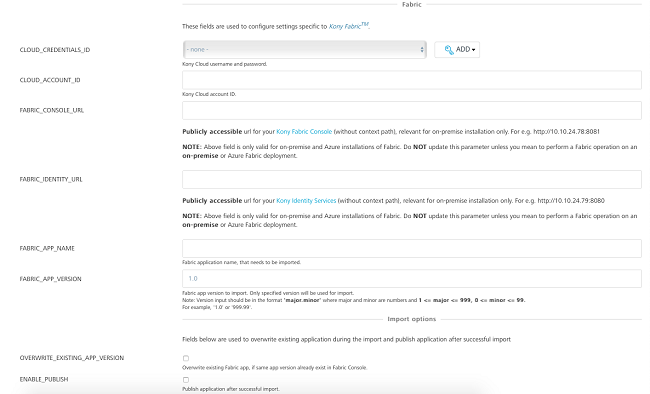 Fabric
These fields are used to configure settings specific to Kony Fabric™.
CLOUD_CREDENTIALS_ID
- none -
ADD
Kony Cloud username and password.
CLOUD_ACCOUNT_ID
Kony Cloud account ID.
FABRIC_CONSOLE_URL
Publicly accessible url for your Kony Fabric Console (without context path), relevant for on-premise installation only. For e.g. http://10.10.24.78:8081
NOTE: Above field is only valid for on-premise and Azure installations of Fabric. Do NOT update this parameter unless you mean to perform a Fabric operation on an
on-premise or Azure Fabric deployment.
FABRIC_IDENTITY_URL
Publicly accessible url for your Kony Identity Services (without context path), relevant for on-premise installation only. For e.g. http://10.10.24.79:8080
NOTE: Above field is only valid for on-premise and Azure installations of Fabric. Do NOT update this parameter unless you mean to perform a Fabric operation on an
on-premise or Azure Fabric deployment.
FABRIC_APP_NAME
Fabric application name, that needs to be imported.
FABRIC_APP_VERSION
1.0
Fabric app version to import. Only specified version will be used for import.
Note: Version input should be in the format 'major.minor' where major and minor are numbers and 1 <= major <= 999, 0 <= minor <= 99.
For example, '1.0' or '999.99'.
Import options
Fields below are used to overwrite existing application during the import and publish application after successful import
OVERWRITE_EXISTING_APP_VERSION
Overwrite existing Fabric app, if same app version already exist in Fabric Console.
ENABLE_PUBLISH
Publish application after successful import.